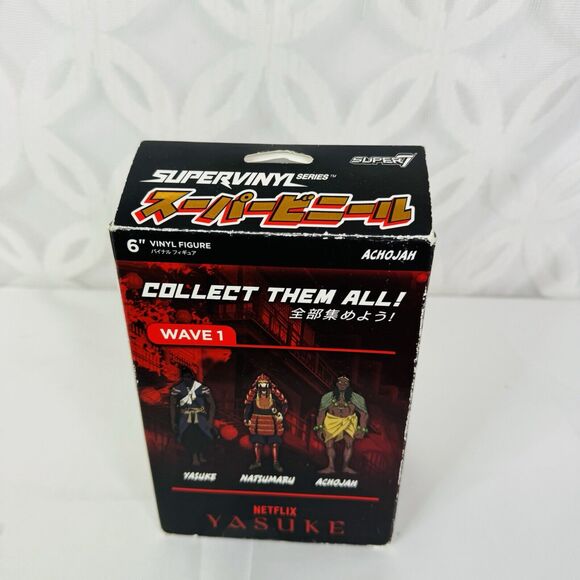 SUPER7
SUPERVINYL SERIES™
スーパービニール
6" VINYL FIGURE
バイナル フィギュア
ACHOJAH
COLLECT THEM ALL!
全部集めよう!
WAVE 1
YASUKE NATSUMARU ACHOJAH
NETFLIX
YASUKE